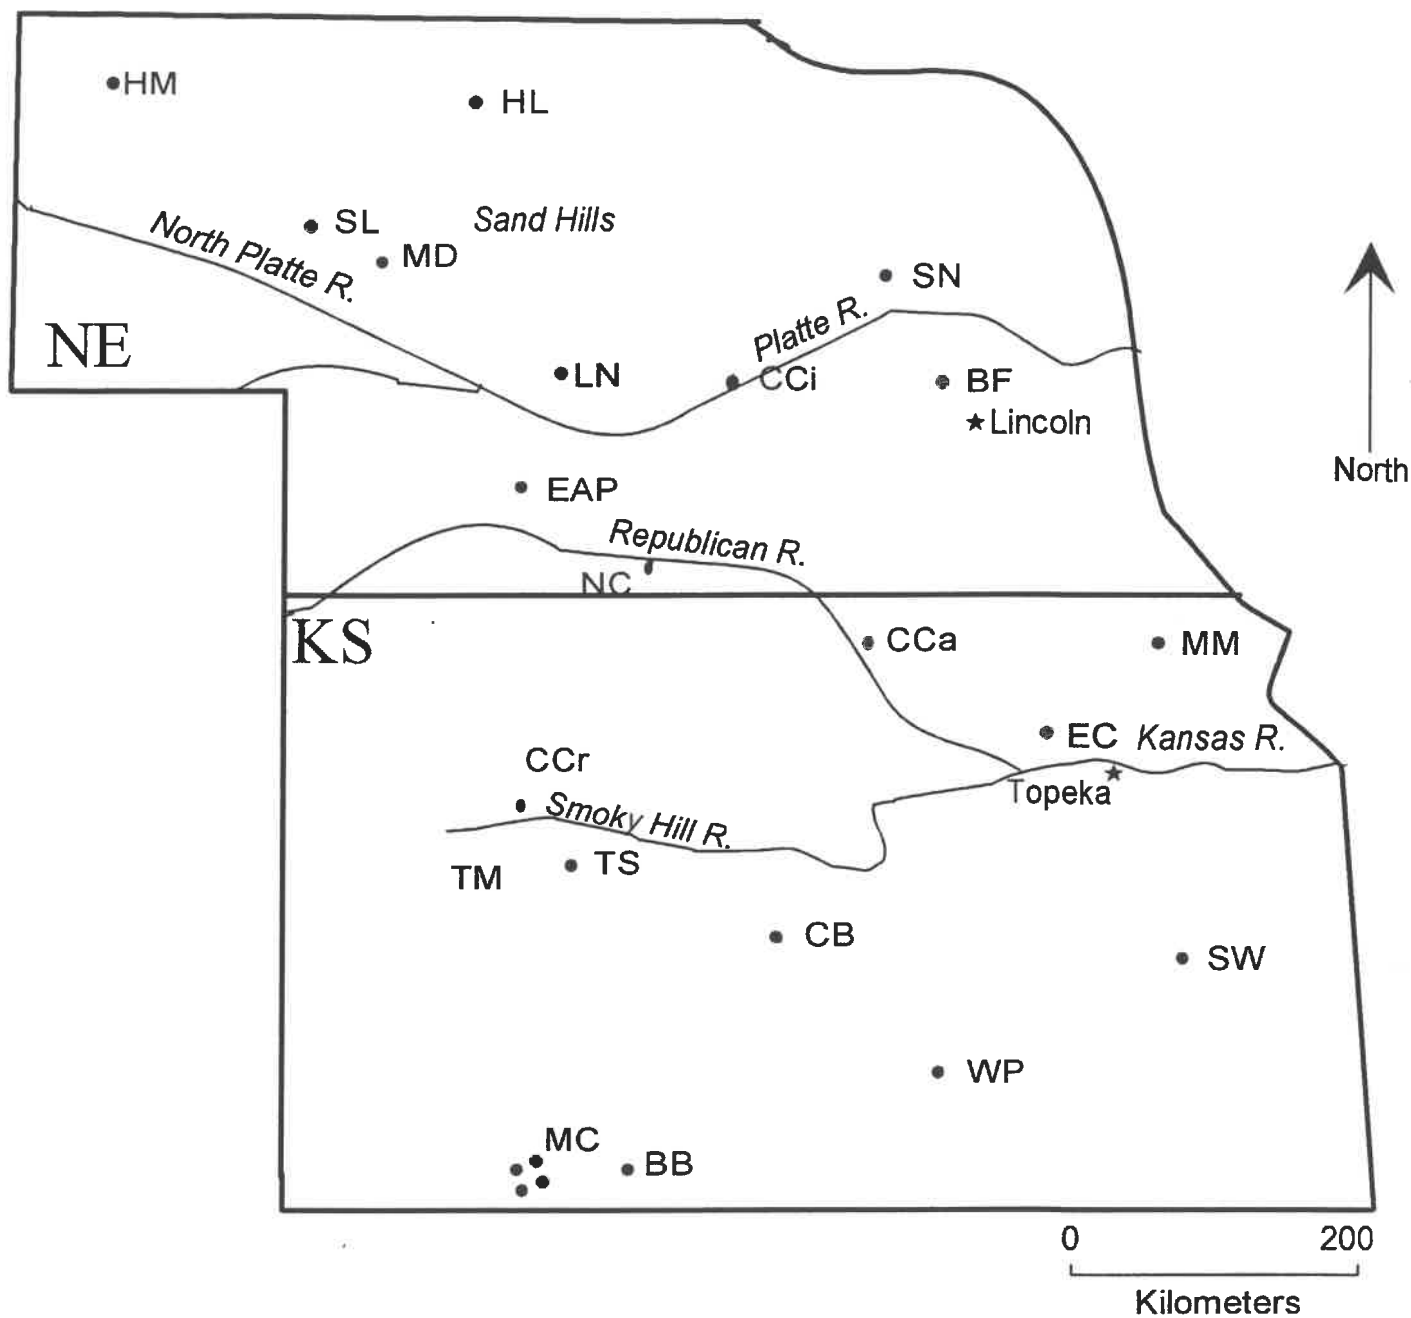 HM
HL
SL
Sand Hills
North Platte R.
MD
SN
Platte R.
NE
LN
CCi
BF
Lincoln
North
EAP
Republican R.
NC
KS
CCa
MM
EC
Kansas R.
CCr
Topeka
Smoky Hill R.
TM
TS
CB
SW
WP
MC
BB
0
200
Kilometers